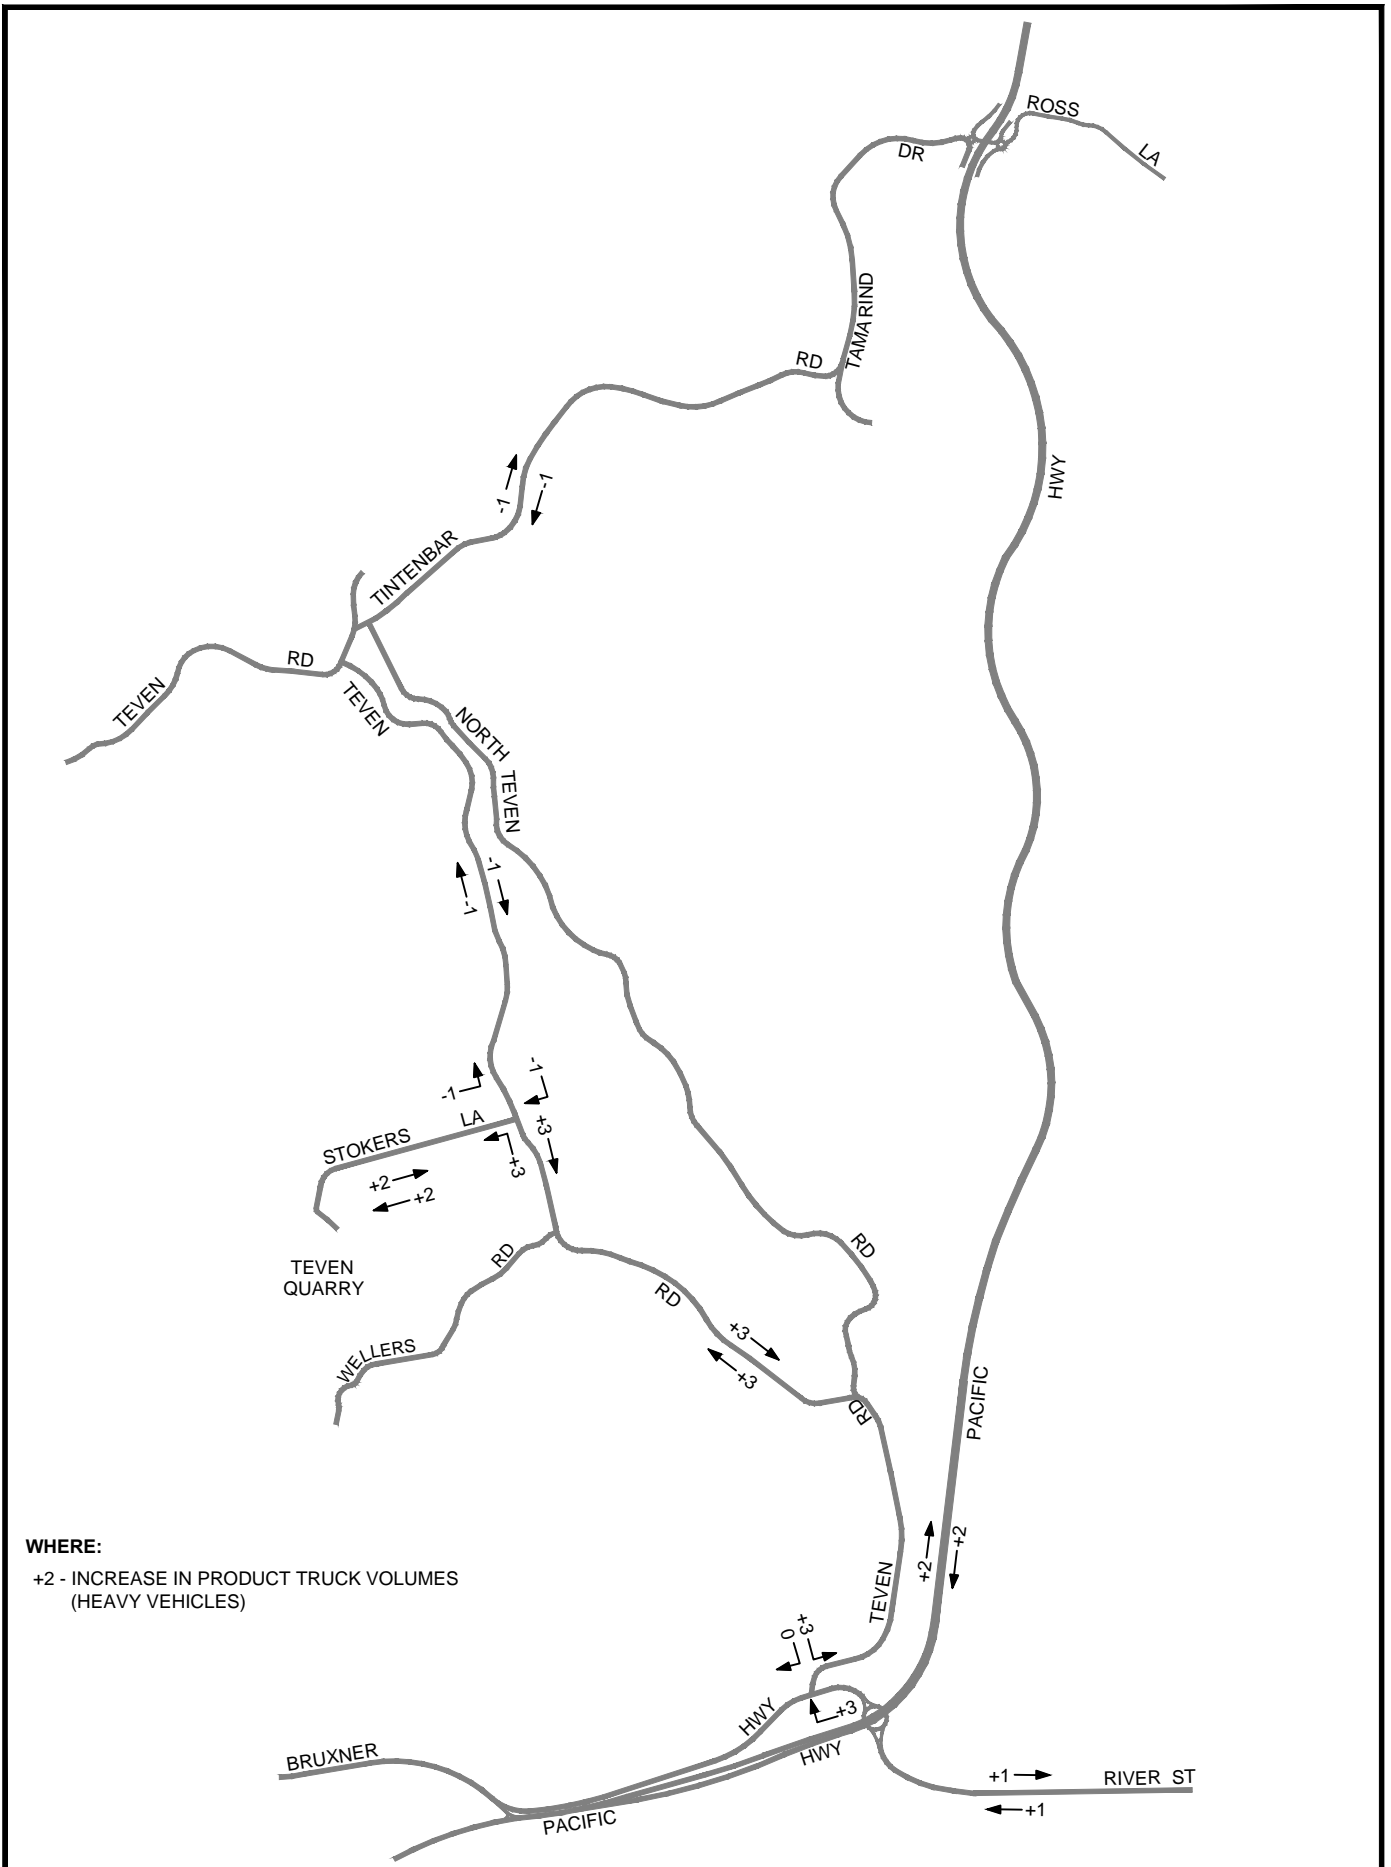 ROSS
LA
DR
TAMARIND
RD
HWY
-1
-1
TINTENBAR
RD
TEVEN
TEVEN
NORTH
TEVEN
-1
-1
-1
-1
+3
LA
STOKERS
+3
+2
+2
TEVEN
QUARRY
RD
WELLERS
RD
RD
+3
+3
RD
PACIFIC
WHERE:
+2 - INCREASE IN PRODUCT TRUCK VOLUMES
(HEAVY VEHICLES)
+2
+2
TEVEN
+3
0
+3
HWY
HWY
BRUXNER
PACIFIC
+1
RIVER ST
+1